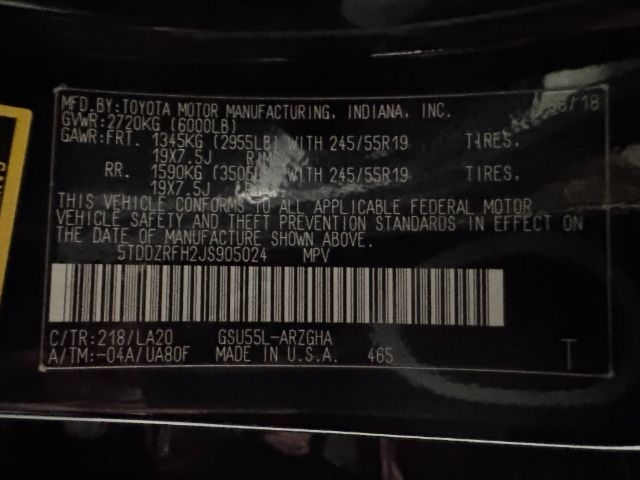 MFD.BY:TOYOTA MOTOR MANUFACTURING, INDIANA, INC. /18
GVWR:2720KG (6000LB)
GAWR:FRT. 1345KG (2955LB) WITH 245/55R19 TIRES.
19X7.5J RIMS
RR. 1590KG (3505LB) WITH 245/55R19 TIRES.
19X7.5J
THIS VEHICLE CONFORMS TO ALL APPLICABLE FEDERAL MOTOR
VEHICLE SAFETY AND THEFT PREVENTION STANDARDS IN EFFECT ON
THE DATE OF MANUFACTURE SHOWN ABOVE.
5TDDZRFH2JS905024 MPV
C/TR:218/LA20 GSU55L-ARZGHA
A/TM:-04A/UA80F MADE IN U.S.A. 465 T